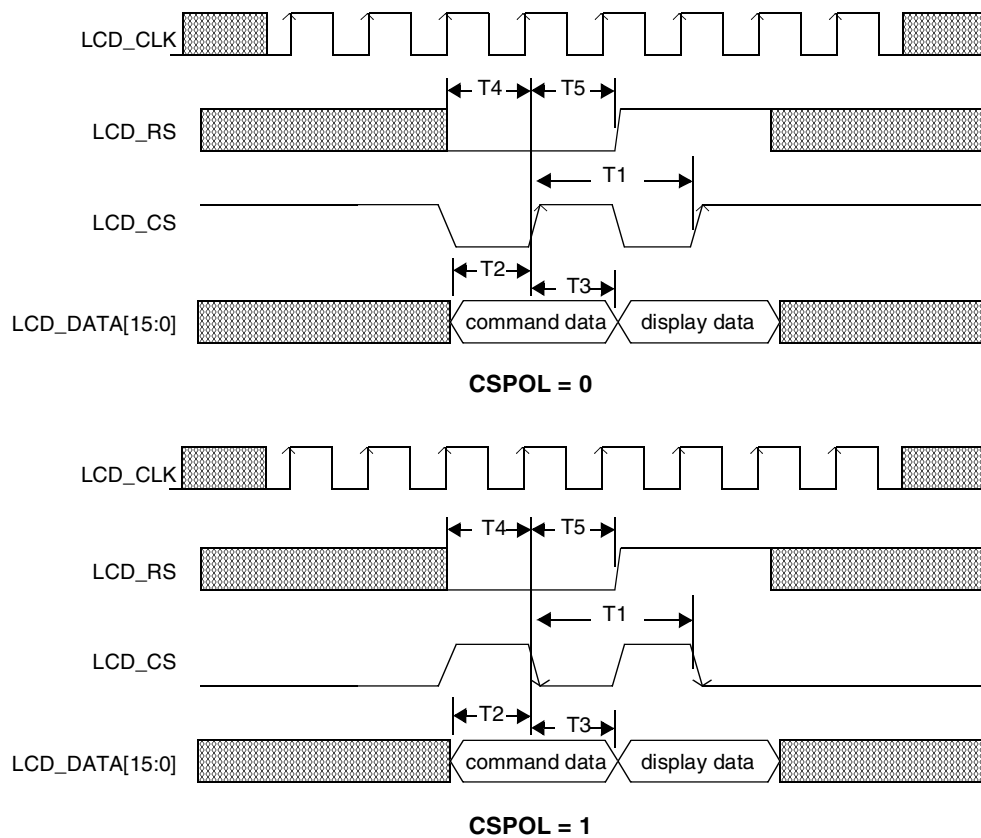 LCD_CLK
T4 T5
LCD_RS
T1
LCD_CS
T2
T3
LCD_DATA[15:0] command data display data
CSPOL = 0
LCD_CLK
T4 T5
LCD_RS
T1
LCD_CS
T2 T3
LCD_DATA[15:0] command data display data
CSPOL = 1